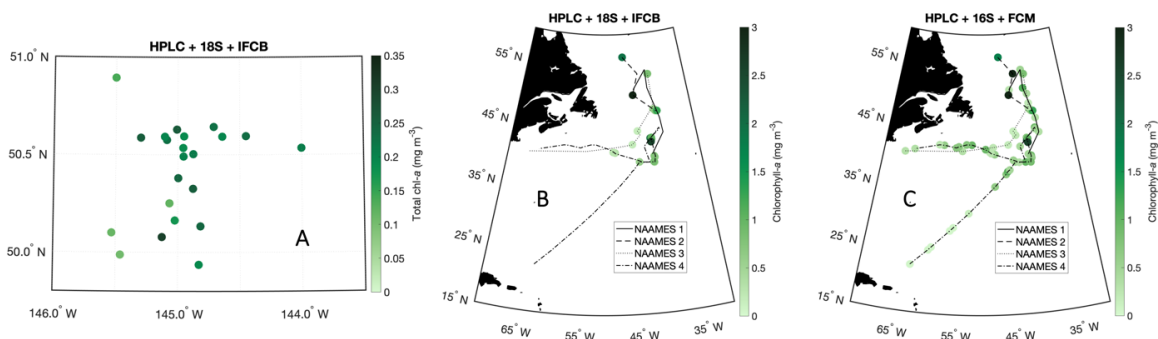 HPLC + 18S + IFCB
51.0° N
50.5° N
50.0° N
146.0° W
145.0° W
144.0° W
A
0.35
0.3
0.25
0.2
0.15
0.1
0.05
0
Total chl-a (mg m⁻³)
HPLC + 18S + IFCB
55° N
45° N
35° N
25° N
15° N
65° W
55° W
45° W
35° W
B
NAAMES 1
NAAMES 2
NAAMES 3
NAAMES 4
3
2.5
2
1.5
1
0.5
0
Chlorophyll-a (mg m⁻³)
HPLC + 16S + FCM
55° N
45° N
35° N
25° N
15° N
65° W
55° W
45° W
35° W
C
NAAMES 1
NAAMES 2
NAAMES 3
NAAMES 4
3
2.5
2
1.5
1
0.5
0
Chlorophyll-a (mg m⁻³)